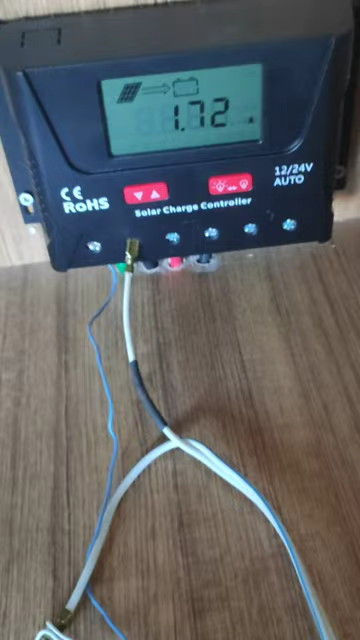 1.72
CE
RoHS
Solar Charge Controller
12/24V
AUTO